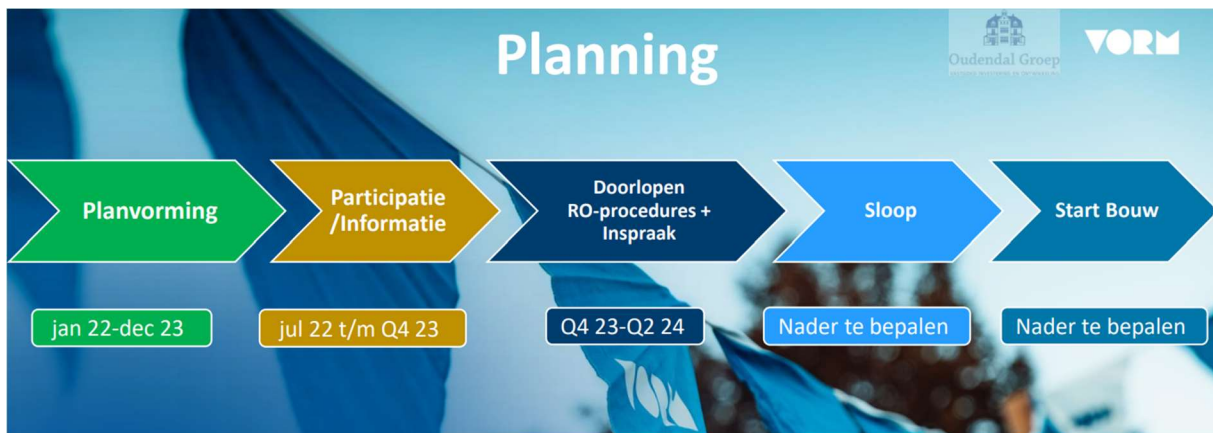 Planning
Oudendal Groep
VORM
Planvorming
Participatie
/Informatie
Doorlopen
RO-procedures +
Inspraak
Sloop
Start Bouw
jan 22-dec 23
jul 22 t/m Q4 23
Q4 23-Q2 24
Nader te bepalen
Nader te bepalen